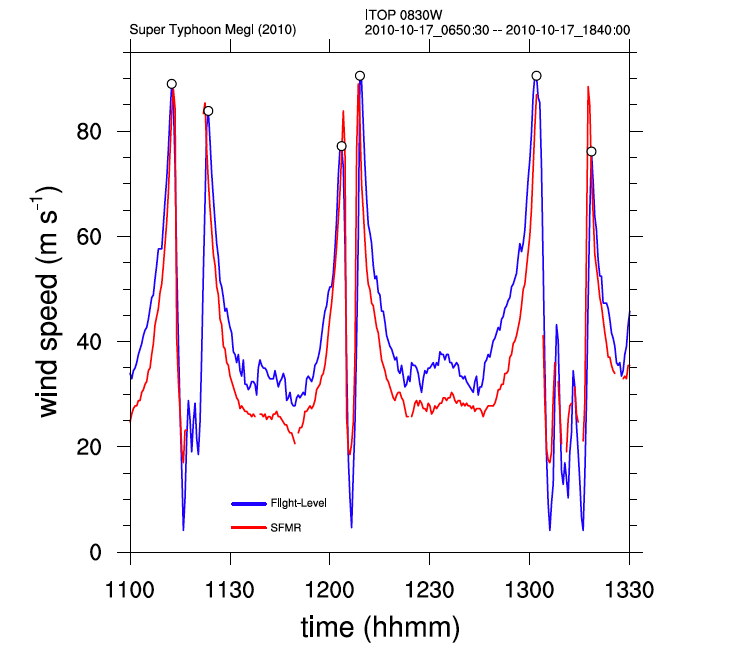 ITOP 0830W
Super Typhoon Megi (2010)
2010-10-17_0650:30 -- 2010-10-17_1840:00
80
60
40
20
0
wind speed (m s-1)
Flight-Level
SFMR
1100 1130 1200 1230 1300 1330
time (hhmm)